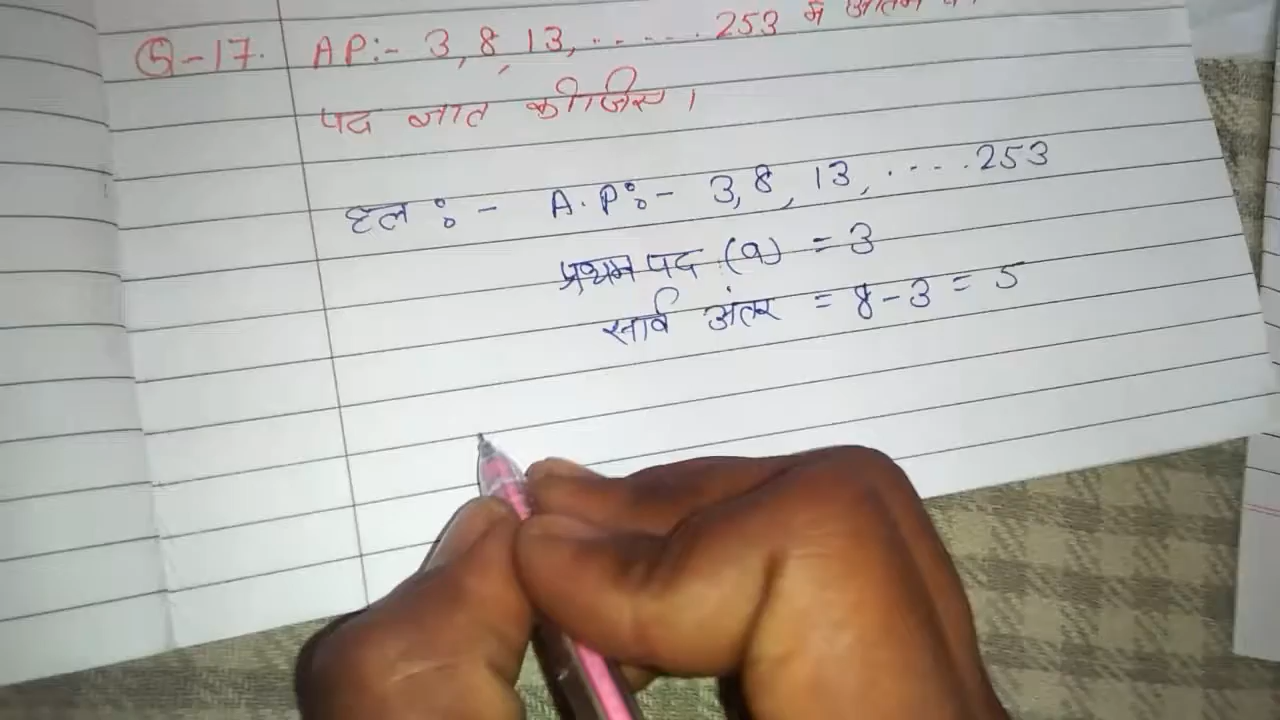 Q-17. AP:- 3, 8, 13, ...... 253 में अंतिम
पद ज्ञात कीजिए।
हल :- A.P:- 3, 8, 13, ..... 253
प्रथम पद (a) = 3
सार्व अंतर = 8 - 3 = 5